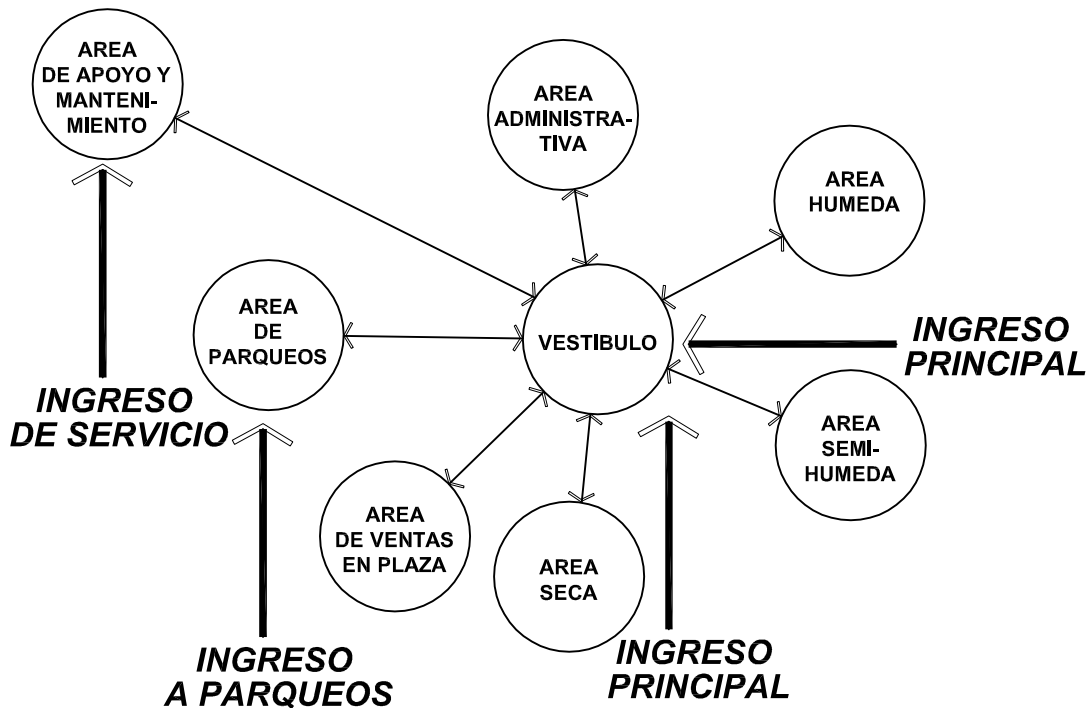 AREA
DE APOYO Y
MANTENI-
MIENTO
AREA
ADMINISTRA-
TIVA
AREA
HUMEDA
AREA
DE
PARQUEOS
VESTÍBULO
INGRESO
PRINCIPAL
INGRESO
DE SERVICIO
AREA
SEMI-
HUMEDA
AREA
DE VENTAS
EN PLAZA
AREA
SECA
INGRESO
A PARQUEOS
INGRESO
PRINCIPAL